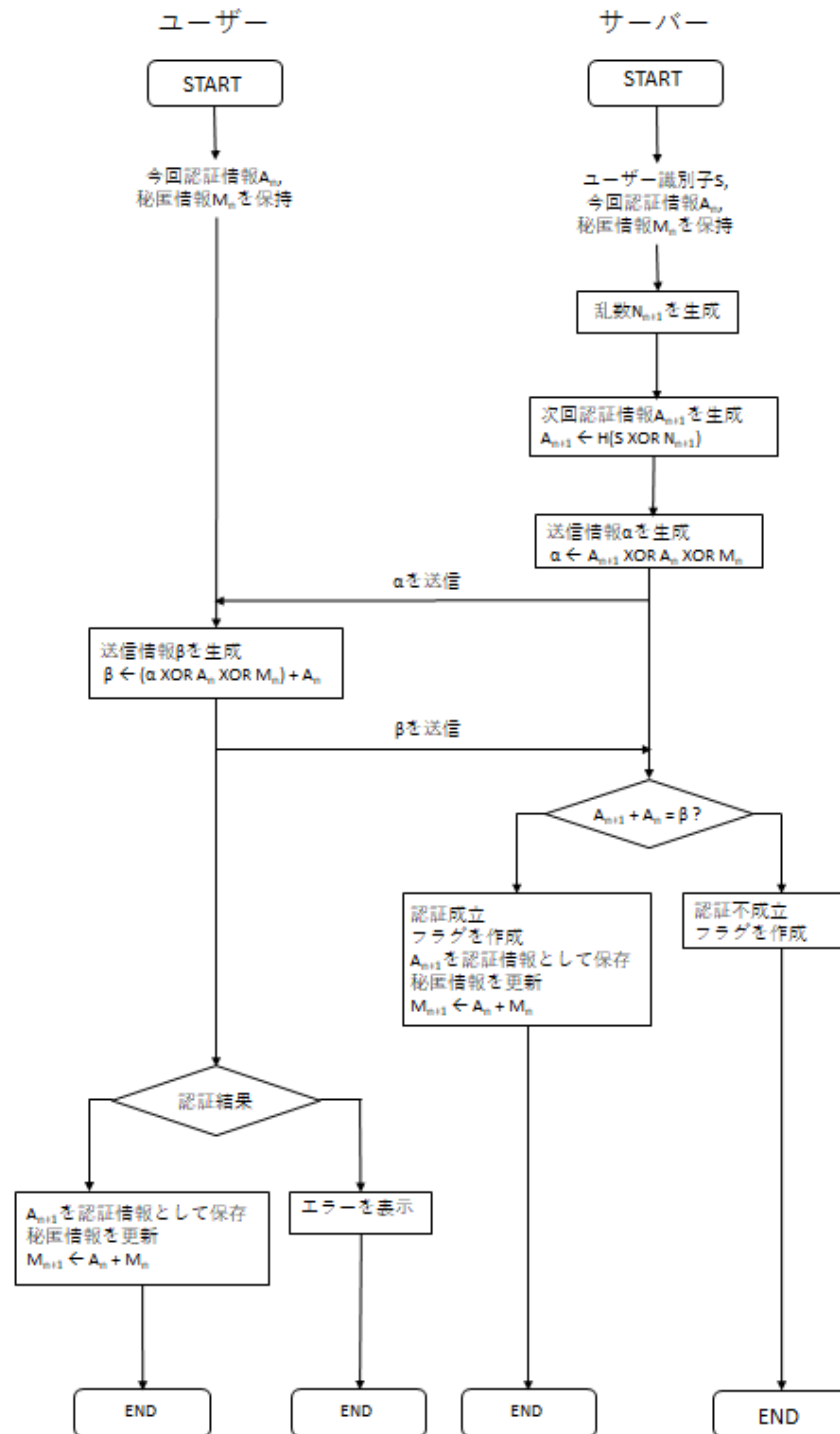 ユーザー
サーバー
START
START
今回認証情報Aₙ,
秘匿情報Mₙを保持
ユーザー識別子S,
今回認証情報Aₙ,
秘匿情報Mₙを保持
乱数Nₙ₊₁を生成
次回認証情報Aₙ₊₁を生成
Aₙ₊₁ ← H(S XOR Nₙ₊₁)
送信情報αを生成
α ← Aₙ₊₁ XOR Aₙ XOR Mₙ
αを送信
送信情報βを生成
β ← (α XOR Aₙ XOR Mₙ) + Aₙ
βを送信
Aₙ₊₁ + Aₙ = β ?
認証成立
フラグを作成
Aₙ₊₁を認証情報として保存
秘匿情報を更新
Mₙ₊₁ ← Aₙ + Mₙ
認証不成立
フラグを作成
認証結果
Aₙ₊₁を認証情報として保存
秘匿情報を更新
Mₙ₊₁ ← Aₙ + Mₙ
エラーを表示
END
END
END
END